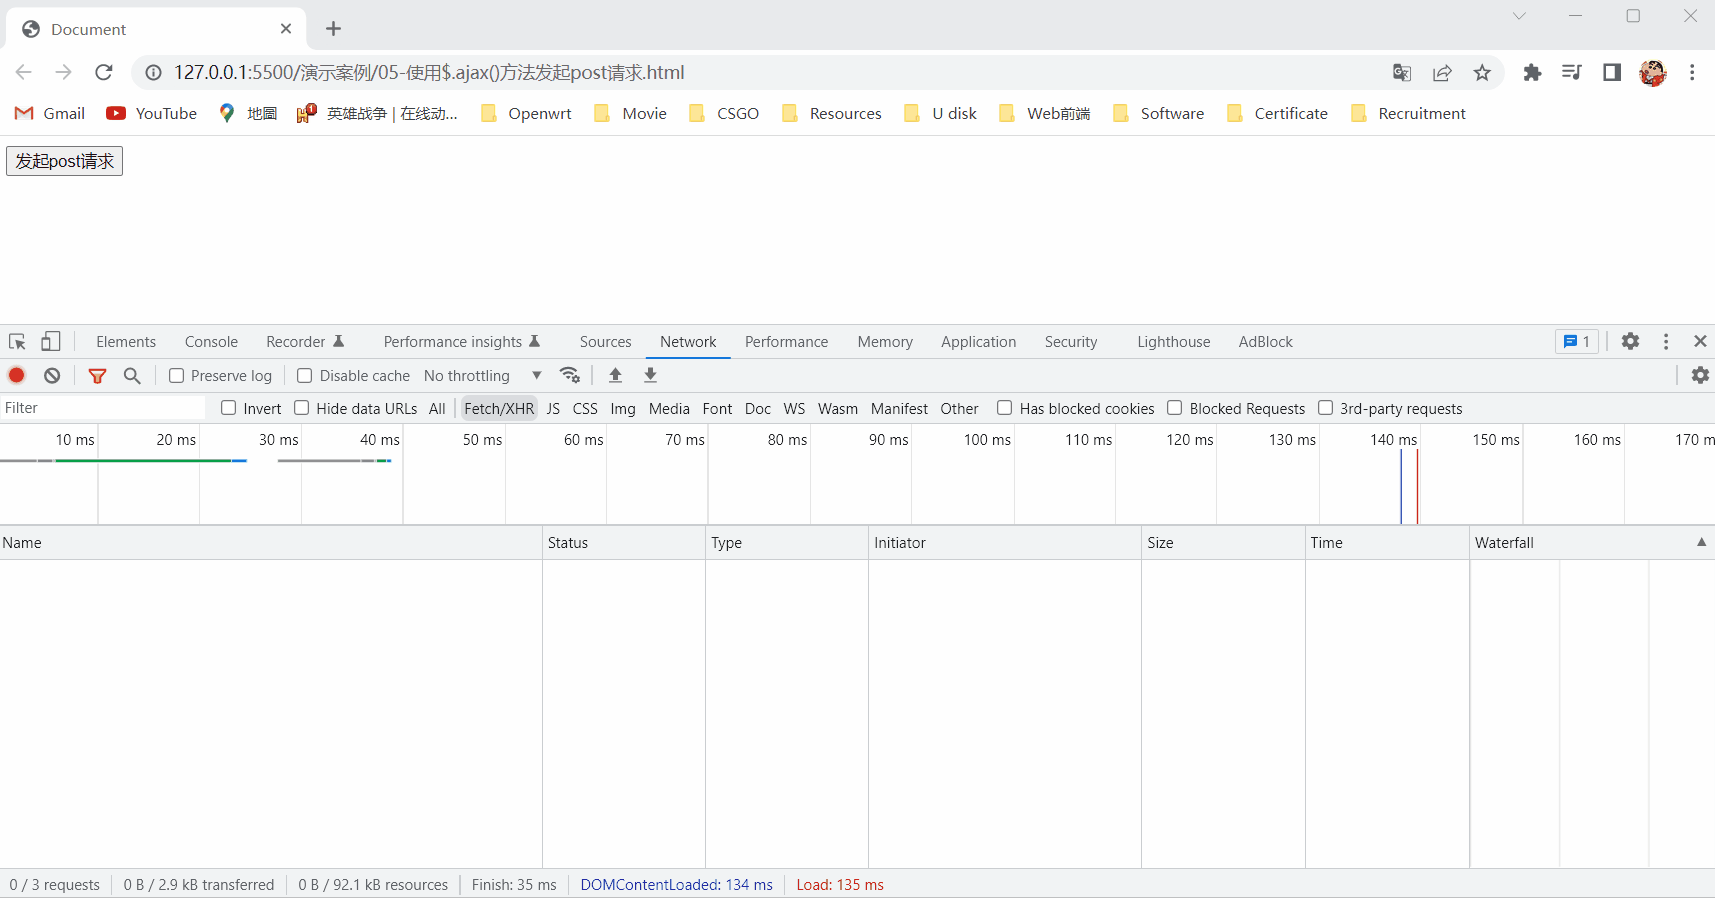 Document
127.0.0.1:5500/演示案例/05-使用$.ajax()方法发起post请求.html
Gmail YouTube 地圖 英雄战争 | 在线动... Openwrt Movie CSGO Resources U disk Web前端 Software Certificate Recruitment
发起post请求
Elements Console Recorder Performance insights Sources Network Performance Memory Application Security Lighthouse AdBlock 1
Preserve log Disable cache No throttling
Filter Invert Hide data URLs All Fetch/XHR JS CSS Img Media Font Doc WS Wasm Manifest Other Has blocked cookies Blocked Requests 3rd-party requests
10 ms 20 ms 30 ms 40 ms 50 ms 60 ms 70 ms 80 ms 90 ms 100 ms 110 ms 120 ms 130 ms 140 ms 150 ms 160 ms 170 m
Name Status Type Initiator Size Time Waterfall
0 / 3 requests 0 B / 2.9 kB transferred 0 B / 92.1 kB resources Finish: 35 ms DOMContentLoaded: 134 ms Load: 135 ms